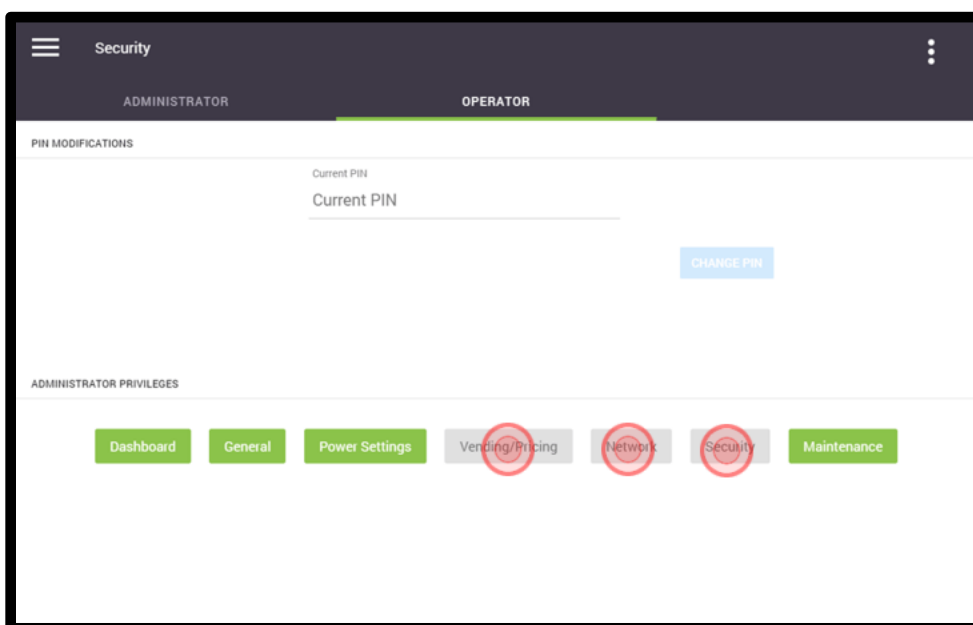 Security
ADMINISTRATOR OPERATOR
PIN MODIFICATIONS
Current PIN
Current PIN
CHANGE PIN
ADMINISTRATOR PRIVILEGES
Dashboard General Power Settings Vending/Pricing Network Security Maintenance